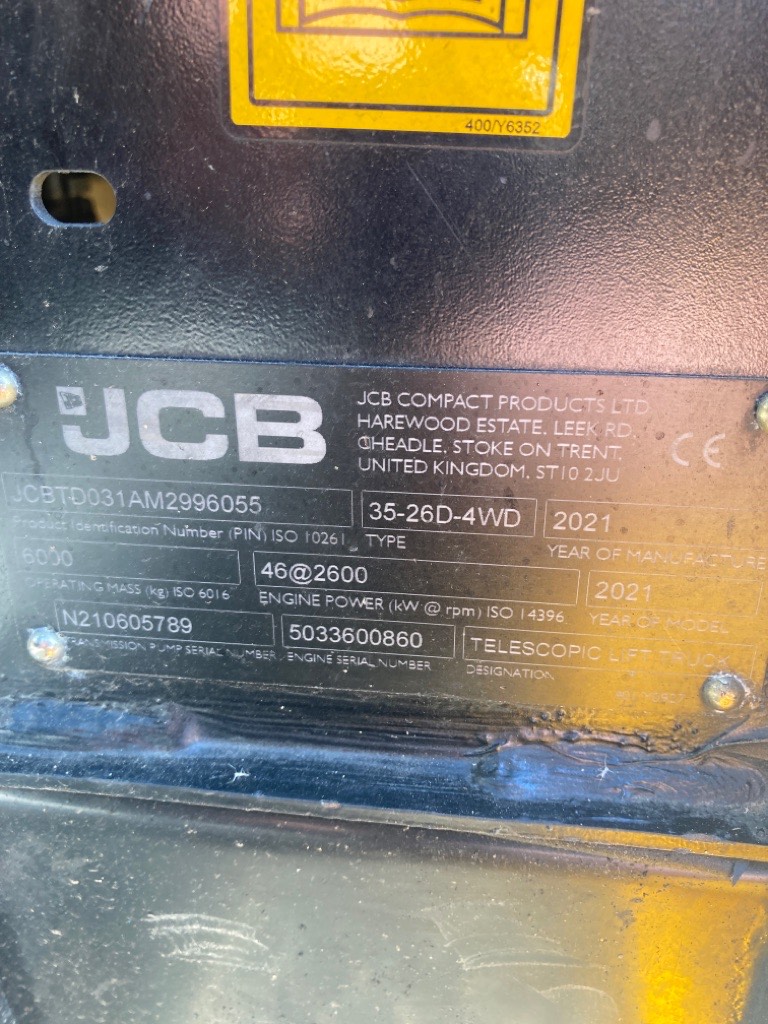 400/Y6352
JCB
JCB COMPACT PRODUCTS LTD
HAREWOOD ESTATE, LEEK RD,
CHEADLE, STOKE ON TRENT,
UNITED KINGDOM, ST10 2JU
CE
JCBTD031AM2996055
Product Identification Number (PIN) ISO 10261
35-26D-4WD
TYPE
2021
YEAR OF MANUFACTURE
6000
OPERATING MASS (kg) ISO 6016
46@2600
ENGINE POWER (kW @ rpm) ISO 14396
2021
YEAR OF MODEL
N210605789
TRANSMISSION PUMP SERIAL NUMBER
5033600860
ENGINE SERIAL NUMBER
TELESCOPIC LIFT TRUCK
DESIGNATION